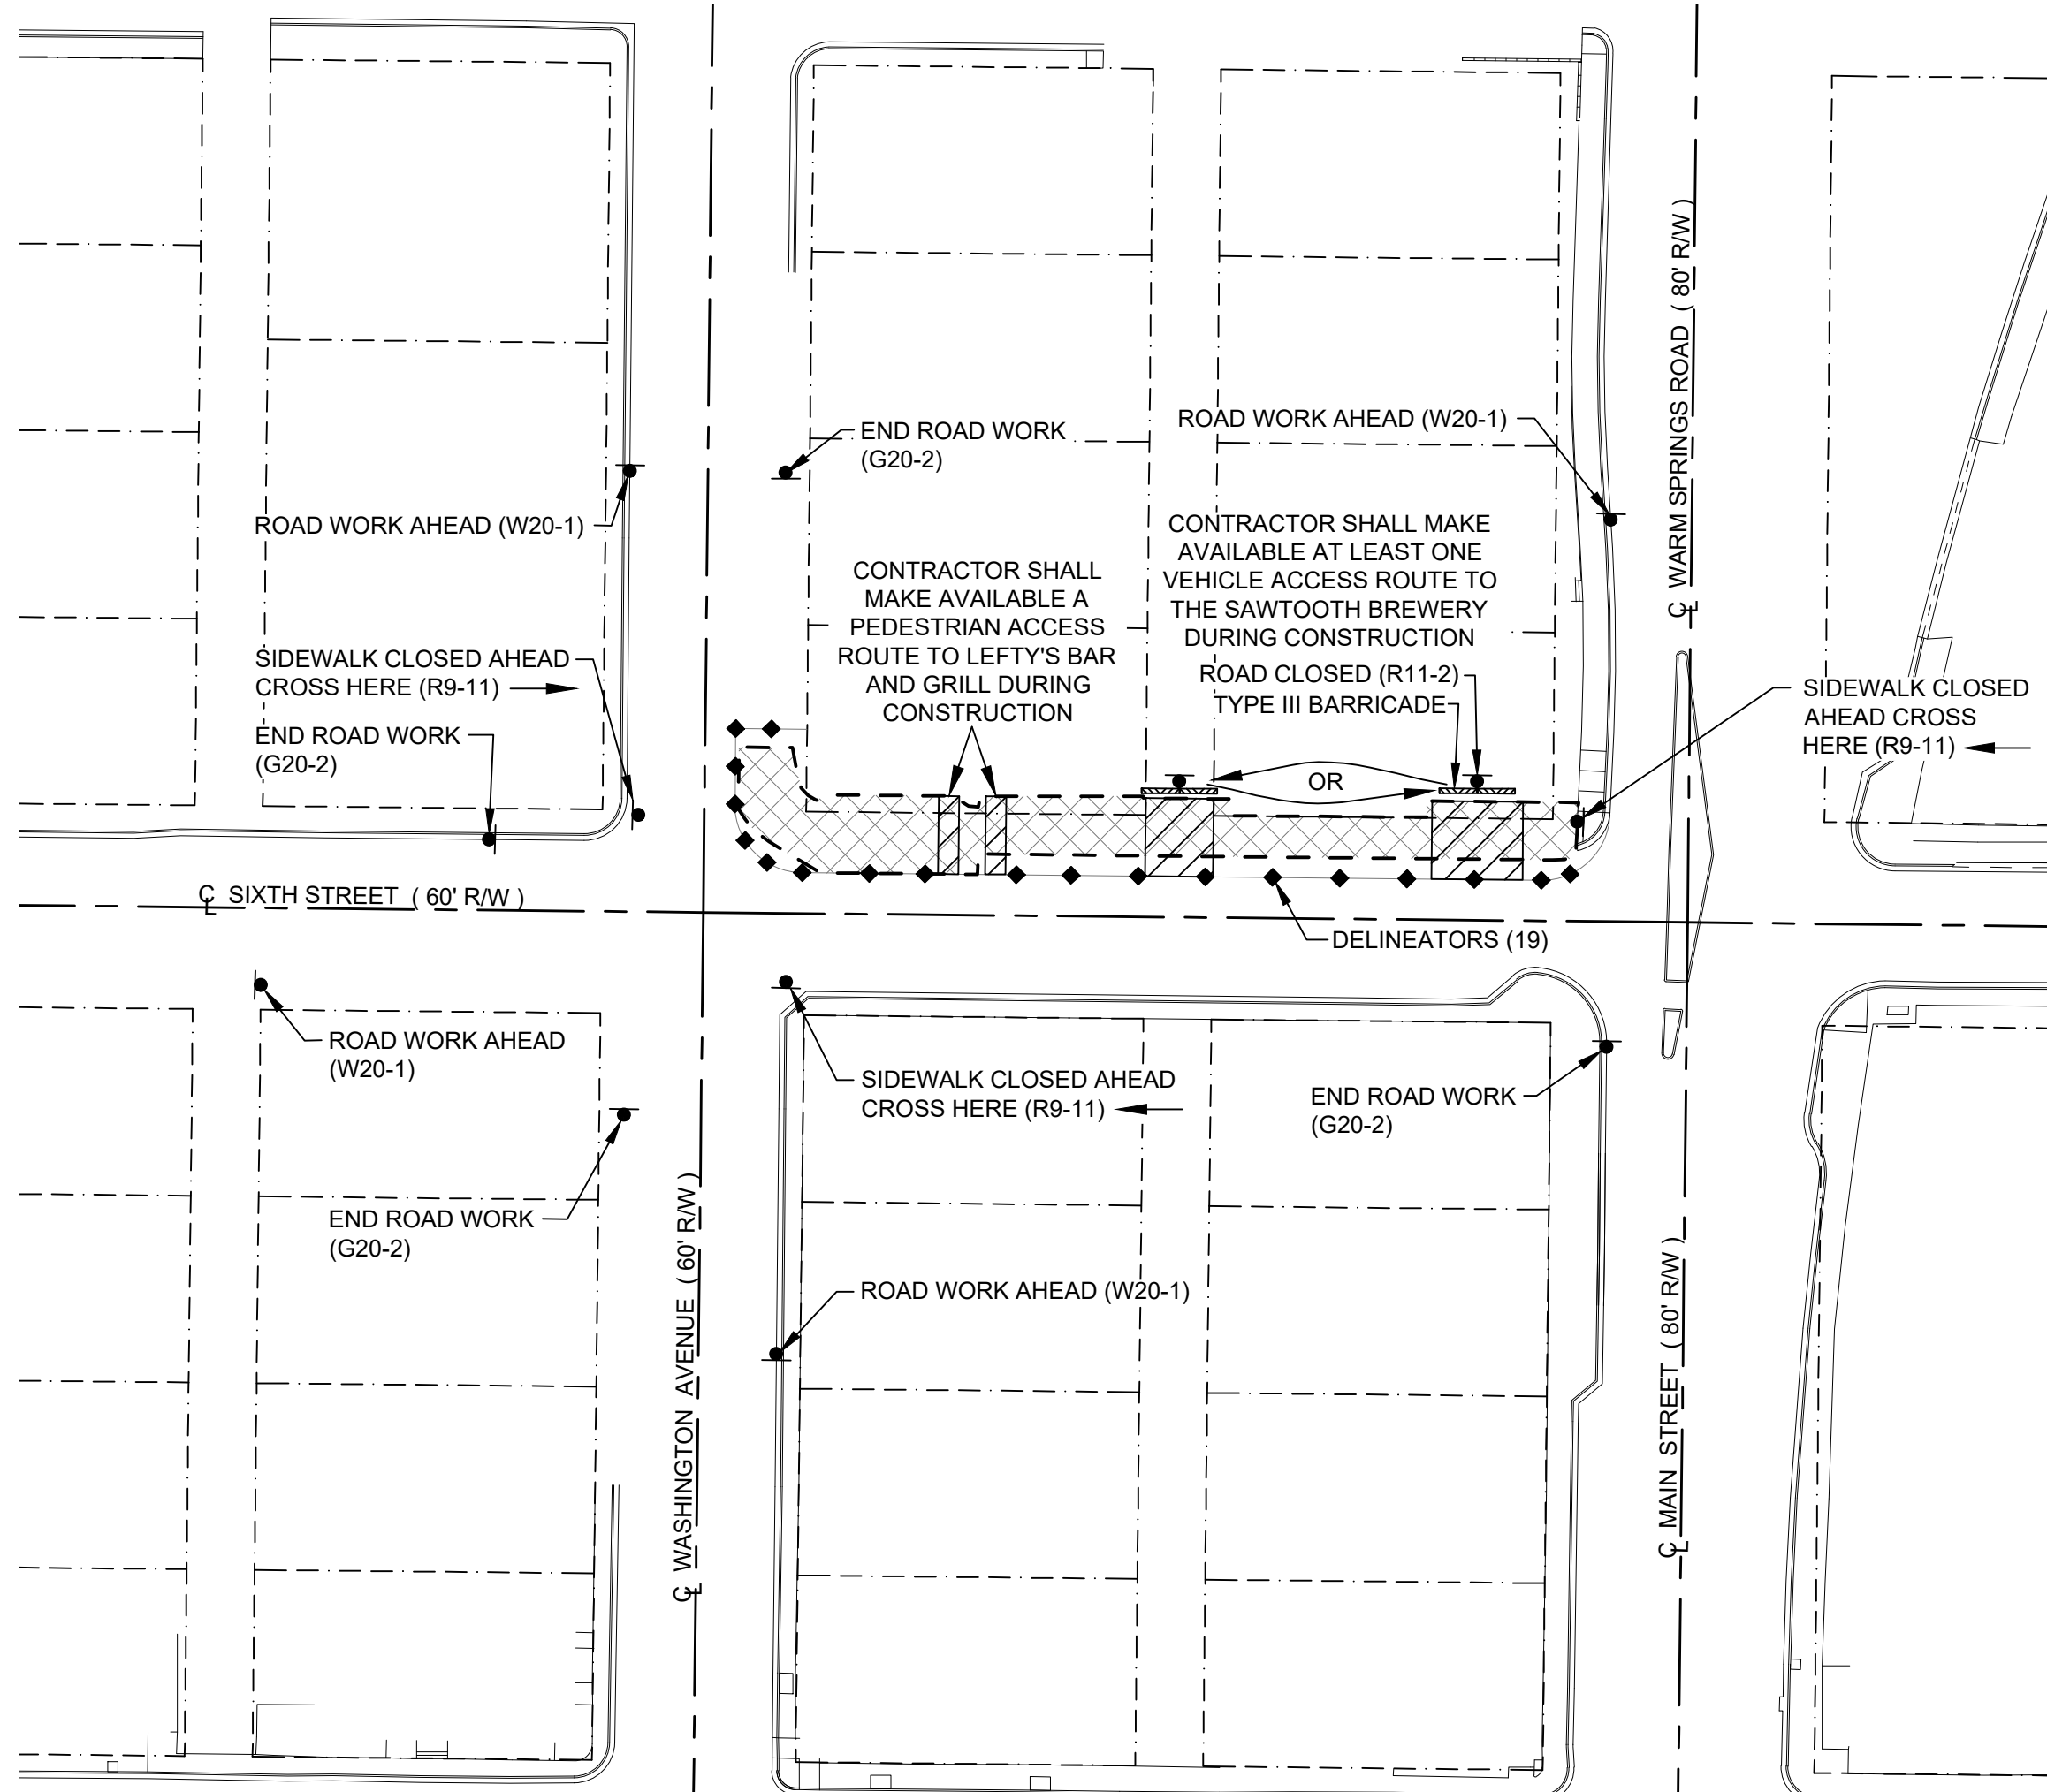 END ROAD WORK
(G20-2)
ROAD WORK AHEAD (W20-1)
ROAD WORK AHEAD (W20-1)
WARM SPRINGS ROAD ( 80' R/W )
CONTRACTOR SHALL
MAKE AVAILABLE A
PEDESTRIAN ACCESS
ROUTE TO LEFTY'S BAR
AND GRILL DURING
CONSTRUCTION
CONTRACTOR SHALL MAKE
AVAILABLE AT LEAST ONE
VEHICLE ACCESS ROUTE TO
THE SAWTOOTH BREWERY
DURING CONSTRUCTION
ROAD CLOSED (R11-2)
TYPE III BARRICADE
SIDEWALK CLOSED AHEAD
CROSS HERE (R9-11)
END ROAD WORK
(G20-2)
SIDEWALK CLOSED
AHEAD CROSS
HERE (R9-11)
OR
℄ SIXTH STREET ( 60' R/W )
DELINEATORS (19)
ROAD WORK AHEAD
(W20-1)
SIDEWALK CLOSED AHEAD
CROSS HERE (R9-11)
END ROAD WORK
(G20-2)
END ROAD WORK
(G20-2)
℄ WASHINGTON AVENUE ( 60' R/W )
ROAD WORK AHEAD (W20-1)
℄ MAIN STREET ( 80' R/W )